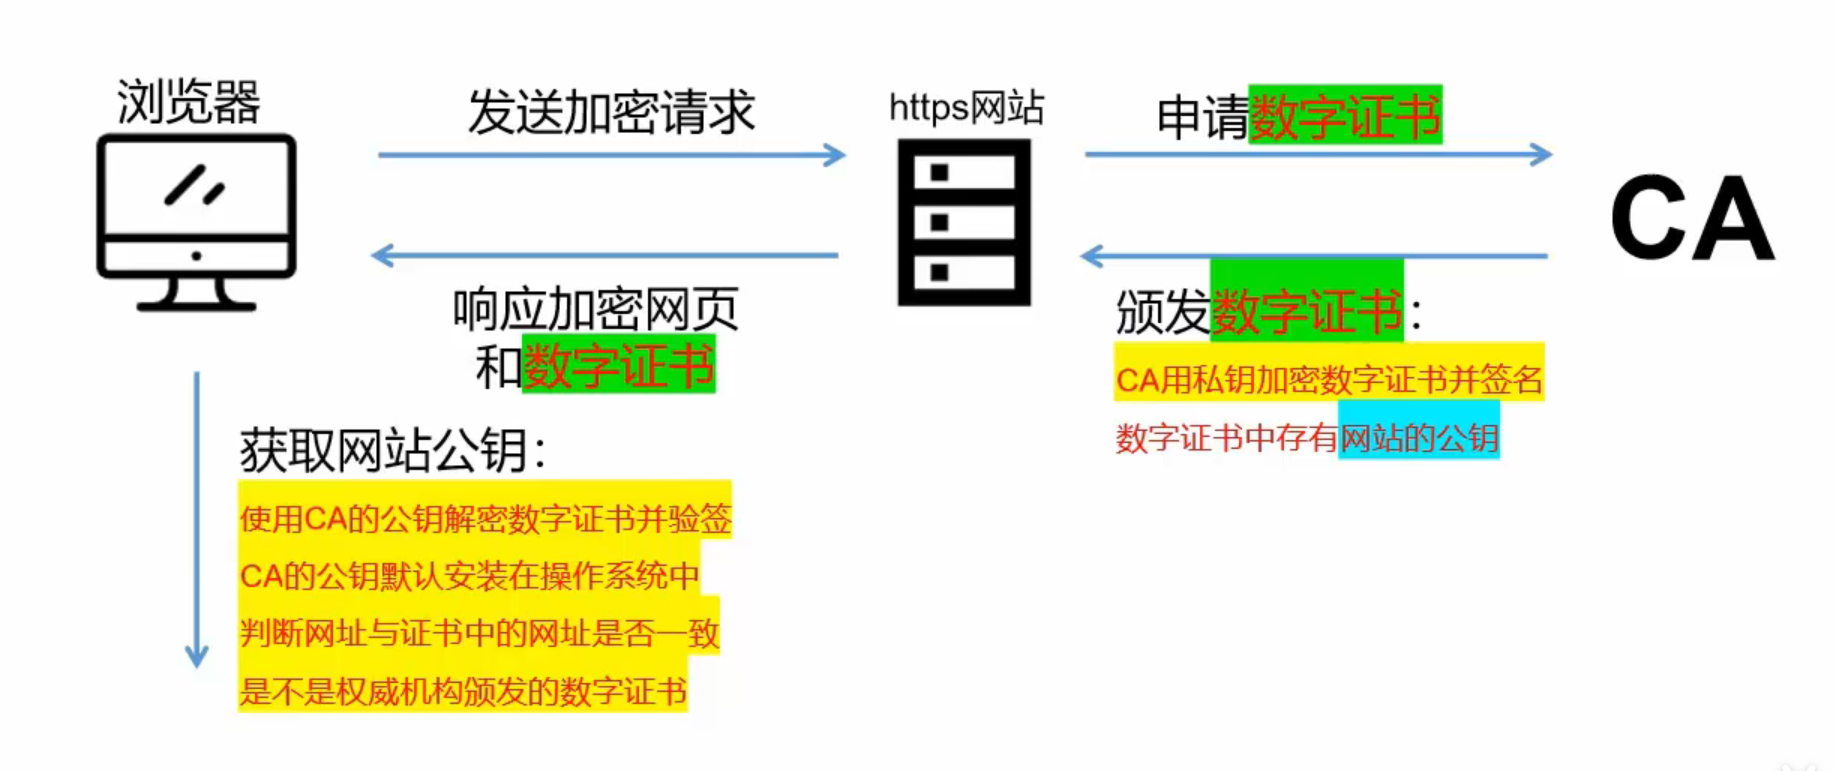 浏览器
发送加密请求
https网站
申请数字证书
CA
响应加密网页
和数字证书
颁发数字证书：
CA用私钥加密数字证书并签名
数字证书中存有网站的公钥
获取网站公钥：
使用CA的公钥解密数字证书并验签
CA的公钥默认安装在操作系统中
判断网址与证书中的网址是否一致
是不是权威机构颁发的数字证书